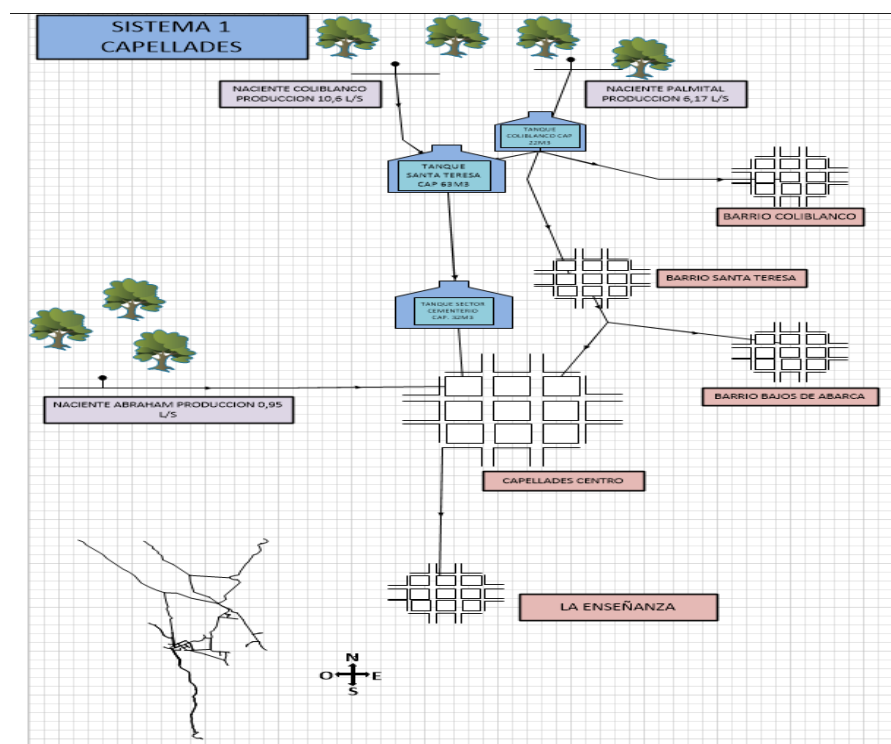 SISTEMA 1
CAPELLADES
NACIENTE COLIBLANCO
PRODUCCION 10,6 L/S
NACIENTE PALMITAL
PRODUCCION 6,17 L/S
TANQUE
COLIBLANCO CAP
22M3
TANQUE
SANTA TERESA
CAP 63M3
BARRIO COLIBLANCO
BARRIO SANTA TERESA
TANQUE SECTOR
CEMENTERIO
CAP. 32M3
BARRIO BAJOS DE ABARCA
NACIENTE ABRAHAM PRODUCCION 0,95
L/S
CAPELLADES CENTRO
LA ENSEÑANZA
N
O E
S